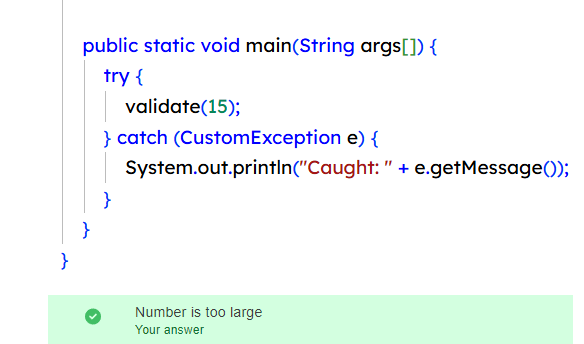 public static void main(String args[]) {
try {
validate(15);
} catch (CustomException e) {
System.out.println("Caught: " + e.getMessage());
}
}
}
Number is too large
Your answer